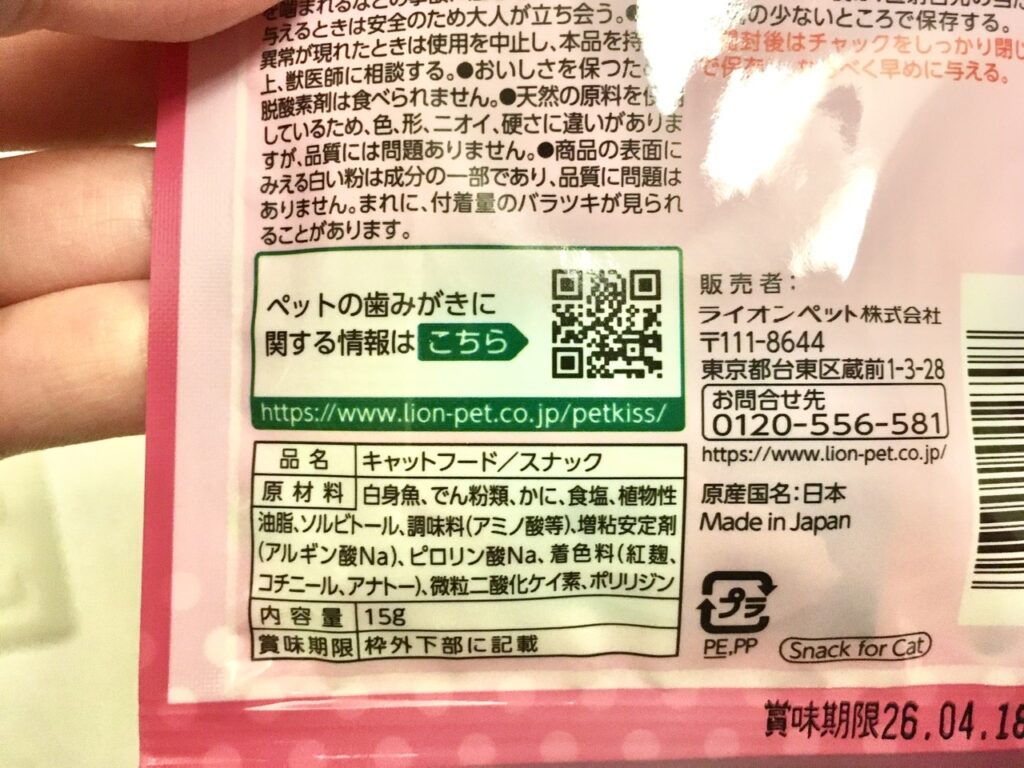 与えるときは安全のため大人が立ち会う。●
異常が現れたときは使用を中止し、本品を持
上、獣医師に相談する。●おいしさを保つため
脱酸素剤は食べられません。●天然の原料を使用
しているため、色、形、ニオイ、硬さに違いがありま
すが、品質には問題ありません。●商品の表面に
みえる白い粉は成分の一部であり、品質に問題は
ありません。まれに、付着量のバラツキが見られ
ることがあります。
の少ないところで保存する。
開封後はチャックをしっかり閉じ
く早めに与える。
ペットの歯みがきに
関する情報は こちら
https://www.lion-pet.co.jp/petkiss/
品名 キャットフード/スナック
原材料 白身魚、でん粉類、かに、食塩、植物性
油脂、ソルビトール、調味料(アミノ酸等)、増粘安定剤
(アルギン酸Na)、ピロリン酸Na、着色料(紅麹、
コチニール、アナトー)、微粒二酸化ケイ素、ポリリジン
内容量 15g
賞味期限 枠外下部に記載
販売者:
ライオンペット株式会社
〒111-8644
東京都台東区蔵前1-3-28
お問合せ先
0120-556-581
https://www.lion-pet.co.jp/
原産国名:日本
Made in Japan
プラ
PE,PP
Snack for Cat
賞味期限26.04.18